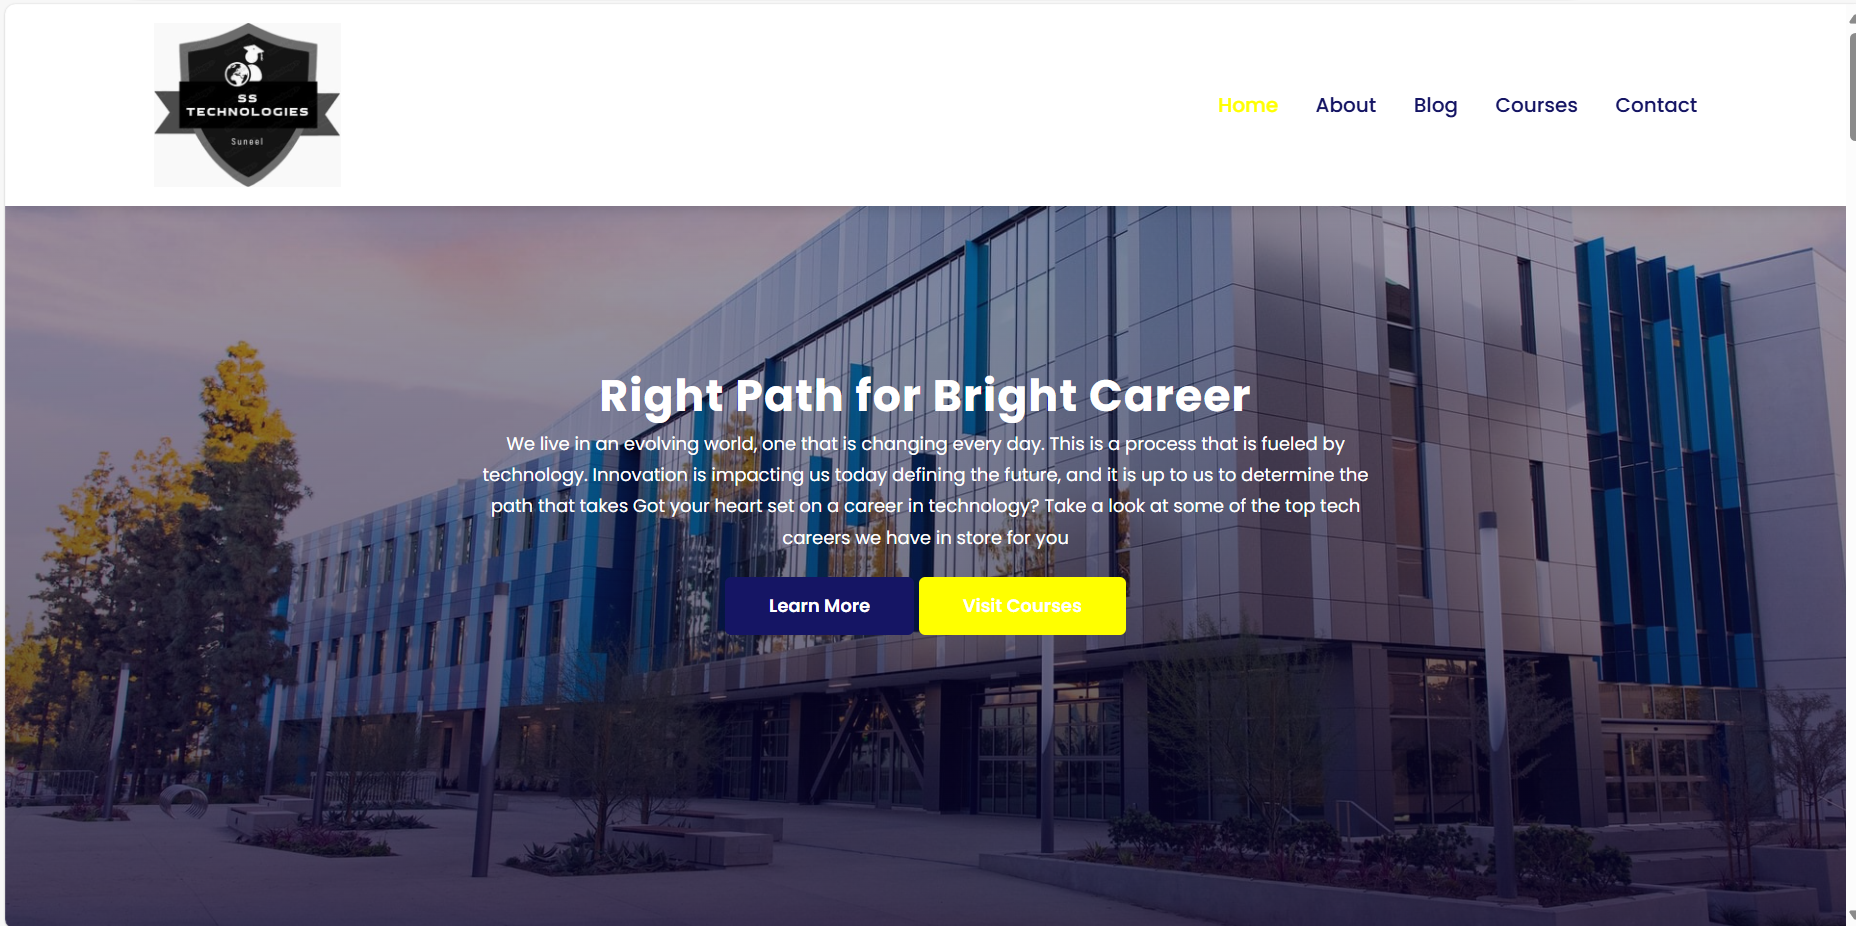 SS
TECHNOLOGIES
Suneel
Home About Blog Courses Contact
Right Path for Bright Career
We live in an evolving world, one that is changing every day. This is a process that is fueled by
technology. Innovation is impacting us today defining the future, and it is up to us to determine the
path that takes Got your heart set on a career in technology? Take a look at some of the top tech
careers we have in store for you
Learn More Visit Courses